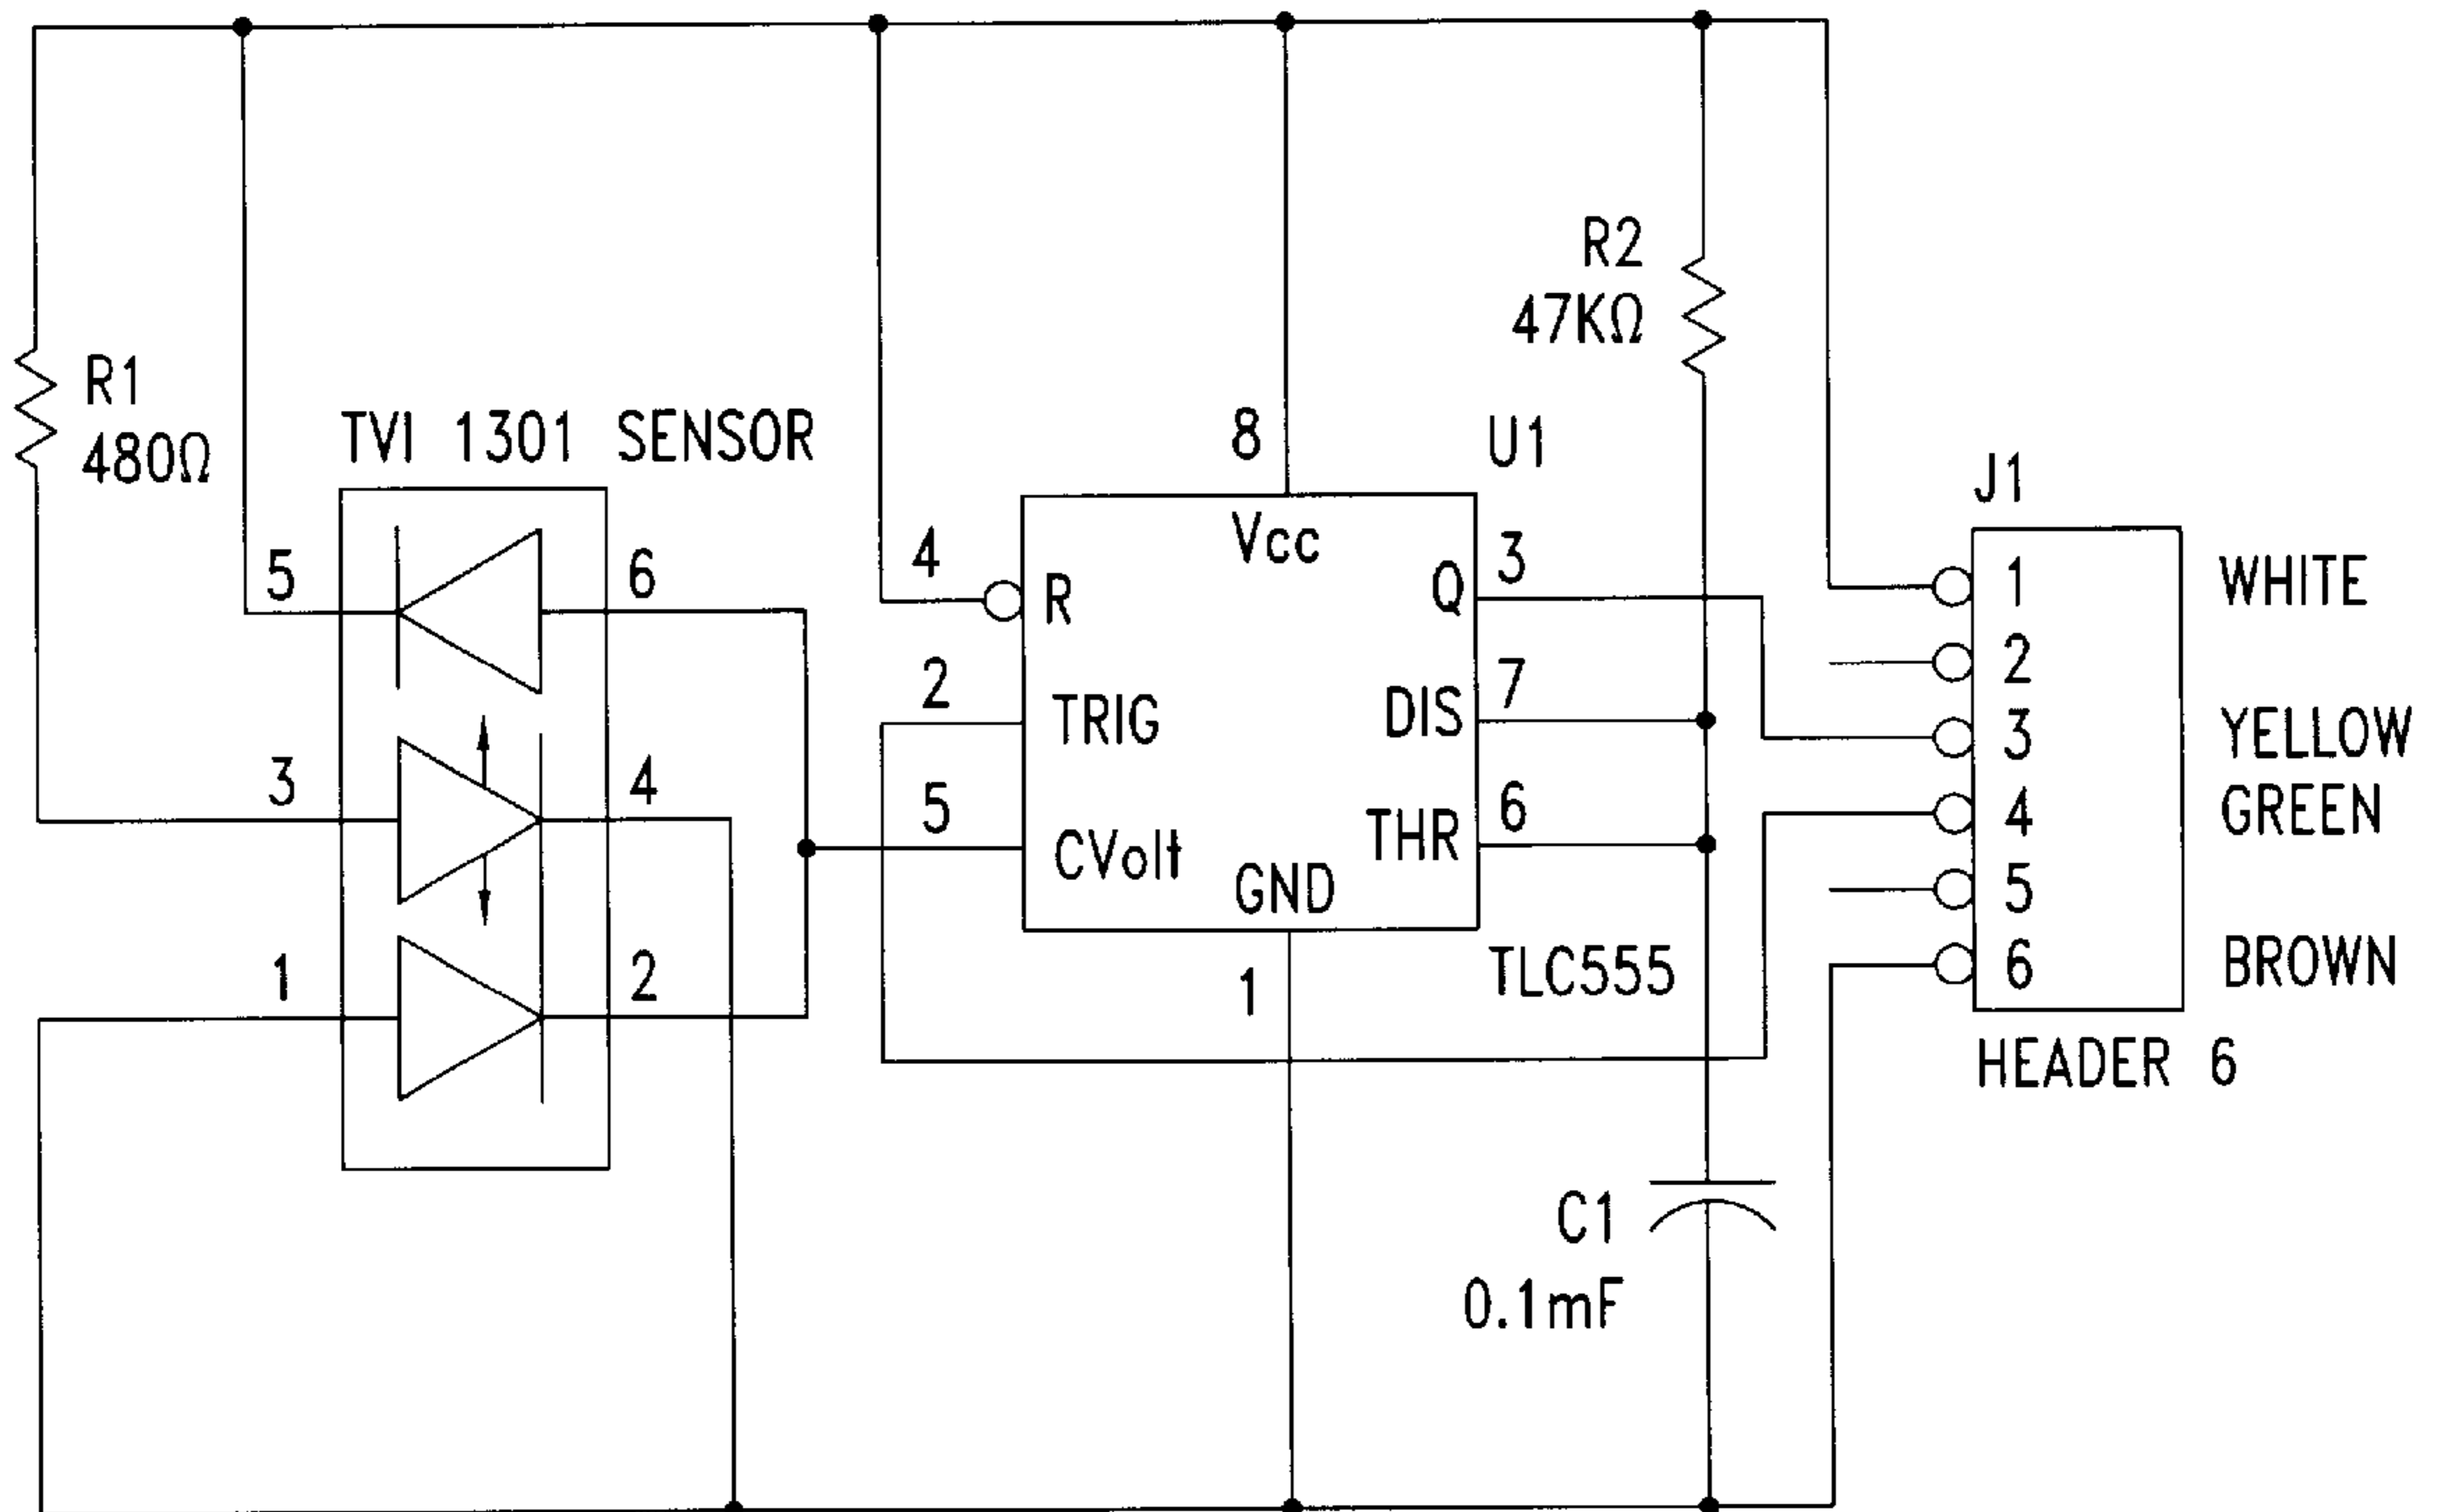 R1
480Ω
TVI 1301 SENSOR
5
6
3
4
1
2
8
U1
Vcc
4
R
3
Q
2
TRIG
7
DIS
5
CVolt
6
THR
GND
1
TLC555
R2
47KΩ
C1
0.1mF
J1
1 WHITE
2
3 YELLOW
4 GREEN
5
6 BROWN
HEADER 6